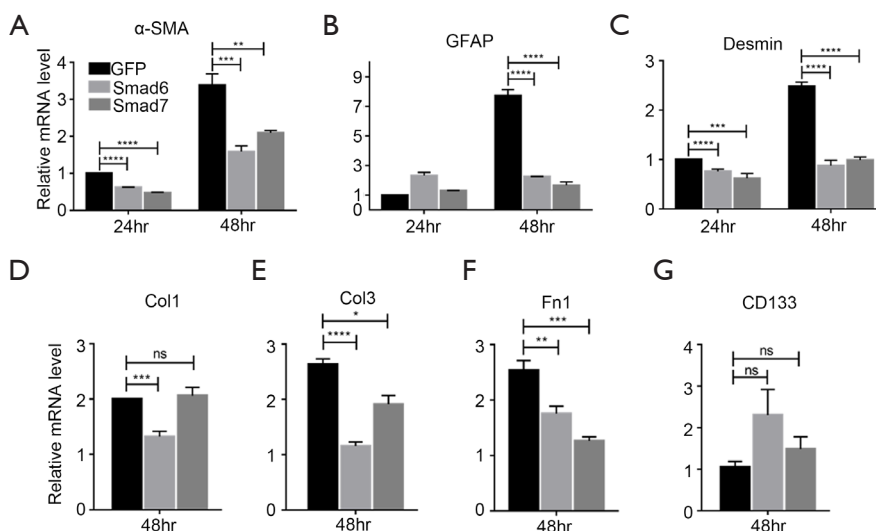 A
α-SMA
Relative mRNA level
4
3
2
1
0
GFP
Smad6
Smad7
****
****
***
**
24hr
48hr
B
GFAP
9
7
5
3
1
0
****
****
24hr
48hr
C
Desmin
3
2
1
0
****
***
****
****
24hr
48hr
D
Col1
Relative mRNA level
3
2
1
0
***
ns
48hr
E
Col3
3
2
1
0
****
*
48hr
F
Fn1
3
2
1
0
**
***
48hr
G
CD133
4
3
2
1
0
ns
ns
48hr